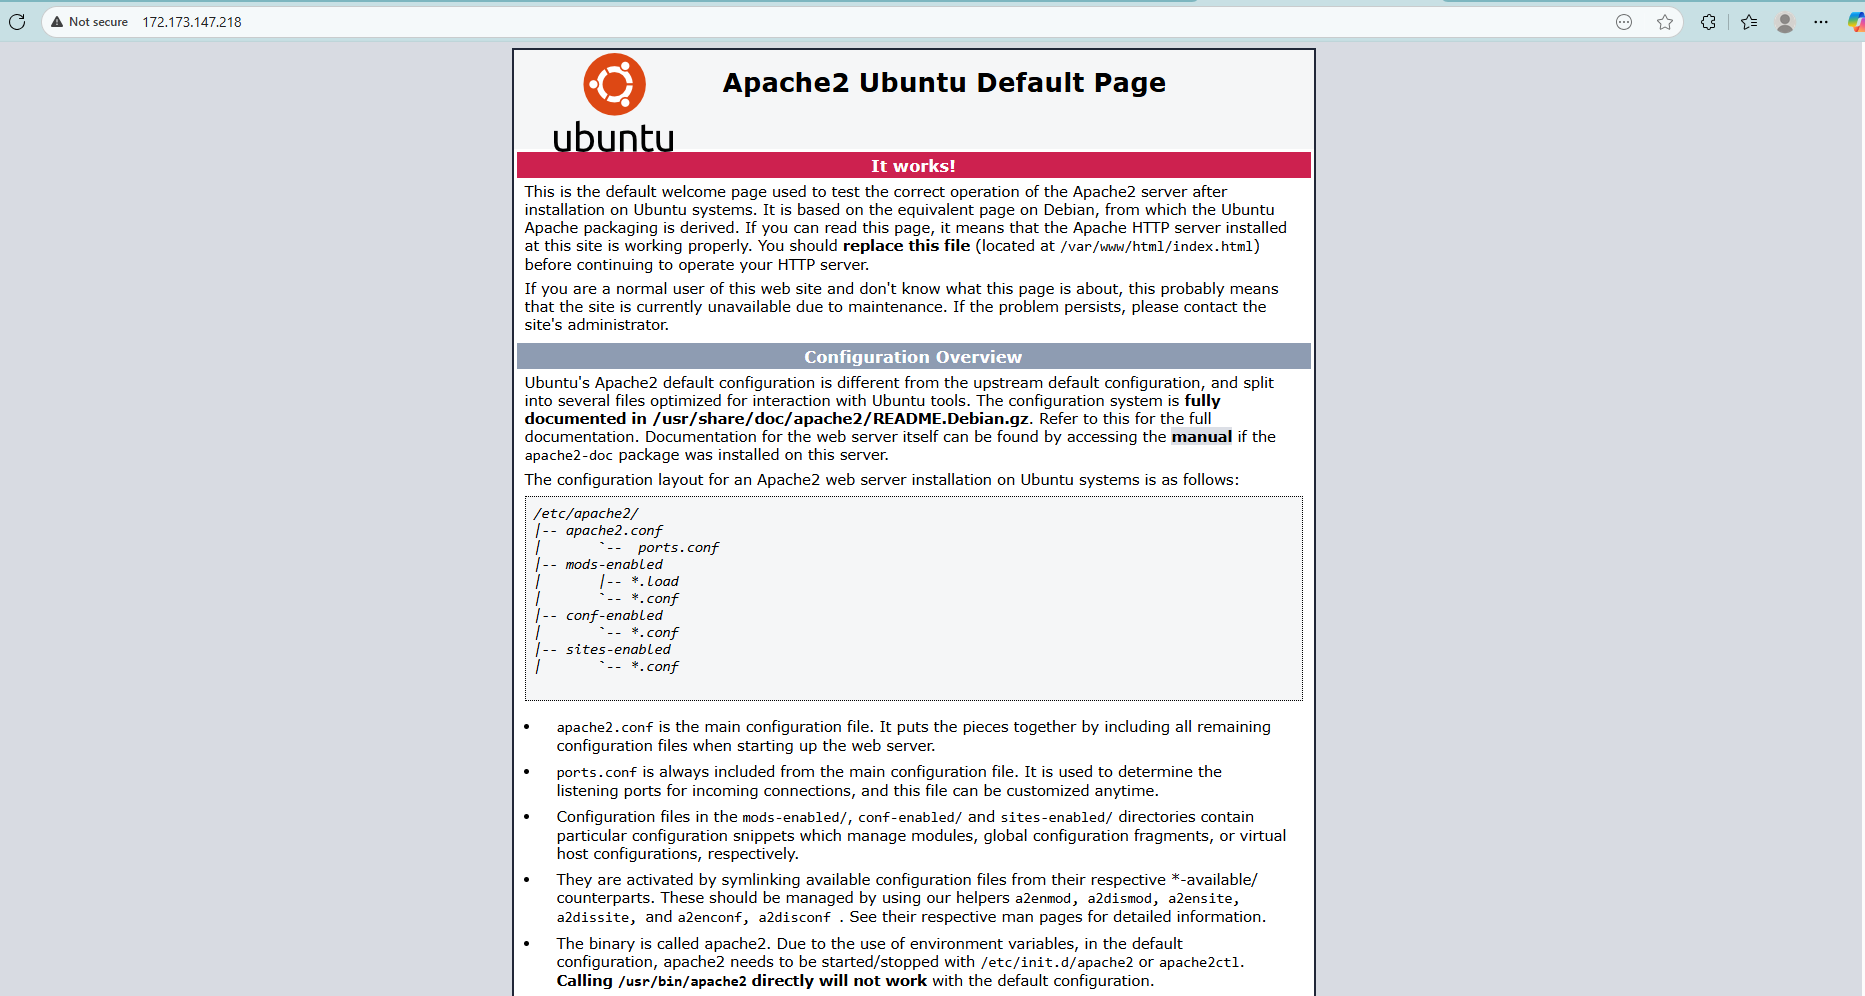 Not secure 172.173.147.218
ubuntu
Apache2 Ubuntu Default Page
It works!
This is the default welcome page used to test the correct operation of the Apache2 server after
installation on Ubuntu systems. It is based on the equivalent page on Debian, from which the Ubuntu
Apache packaging is derived. If you can read this page, it means that the Apache HTTP server installed
at this site is working properly. You should replace this file (located at /var/www/html/index.html)
before continuing to operate your HTTP server.
If you are a normal user of this web site and don't know what this page is about, this probably means
that the site is currently unavailable due to maintenance. If the problem persists, please contact the
site's administrator.
Configuration Overview
Ubuntu's Apache2 default configuration is different from the upstream default configuration, and split
into several files optimized for interaction with Ubuntu tools. The configuration system is fully
documented in /usr/share/doc/apache2/README.Debian.gz. Refer to this for the full
documentation. Documentation for the web server itself can be found by accessing the manual if the
apache2-doc package was installed on this server.
The configuration layout for an Apache2 web server installation on Ubuntu systems is as follows:
/etc/apache2/
|-- apache2.conf
|       `--  ports.conf
|-- mods-enabled
|       |-- *.load
|       `-- *.conf
|-- conf-enabled
|       `-- *.conf
|-- sites-enabled
|       `-- *.conf
• apache2.conf is the main configuration file. It puts the pieces together by including all remaining
configuration files when starting up the web server.
• ports.conf is always included from the main configuration file. It is used to determine the
listening ports for incoming connections, and this file can be customized anytime.
• Configuration files in the mods-enabled/, conf-enabled/ and sites-enabled/ directories contain
particular configuration snippets which manage modules, global configuration fragments, or virtual
host configurations, respectively.
• They are activated by symlinking available configuration files from their respective *-available/
counterparts. These should be managed by using our helpers a2enmod, a2dismod, a2ensite,
a2dissite, and a2enconf, a2disconf . See their respective man pages for detailed information.
• The binary is called apache2. Due to the use of environment variables, in the default
configuration, apache2 needs to be started/stopped with /etc/init.d/apache2 or apache2ctl.
Calling /usr/bin/apache2 directly will not work with the default configuration.